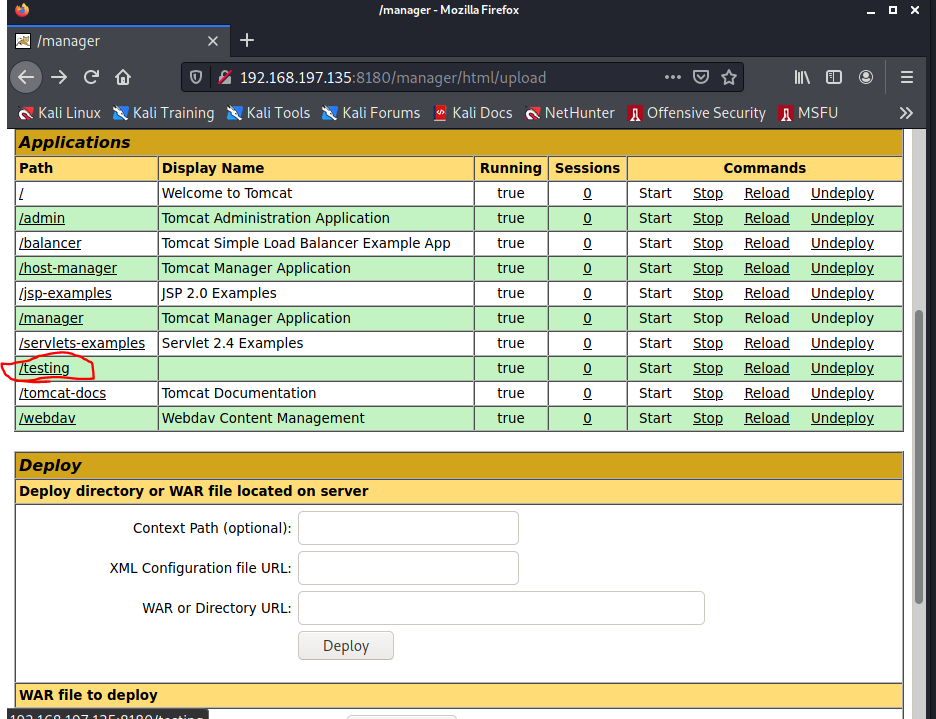 /manager - Mozilla Firefox
/manager
192.168.197.135:8180/manager/html/upload
Kali Linux Kali Training Kali Tools Kali Forums Kali Docs NetHunter Offensive Security MSFU
Applications
Path Display Name Running Sessions Commands
/ Welcome to Tomcat true 0 Start Stop Reload Undeploy
/admin Tomcat Administration Application true 0 Start Stop Reload Undeploy
/balancer Tomcat Simple Load Balancer Example App true 0 Start Stop Reload Undeploy
/host-manager Tomcat Manager Application true 0 Start Stop Reload Undeploy
/jsp-examples JSP 2.0 Examples true 0 Start Stop Reload Undeploy
/manager Tomcat Manager Application true 0 Start Stop Reload Undeploy
/servlets-examples Servlet 2.4 Examples true 0 Start Stop Reload Undeploy
/testing true 0 Start Stop Reload Undeploy
/tomcat-docs Tomcat Documentation true 0 Start Stop Reload Undeploy
/webdav Webdav Content Management true 0 Start Stop Reload Undeploy
Deploy
Deploy directory or WAR file located on server
Context Path (optional):
XML Configuration file URL:
WAR or Directory URL:
Deploy
WAR file to deploy
192.168.197.135:8180/testing